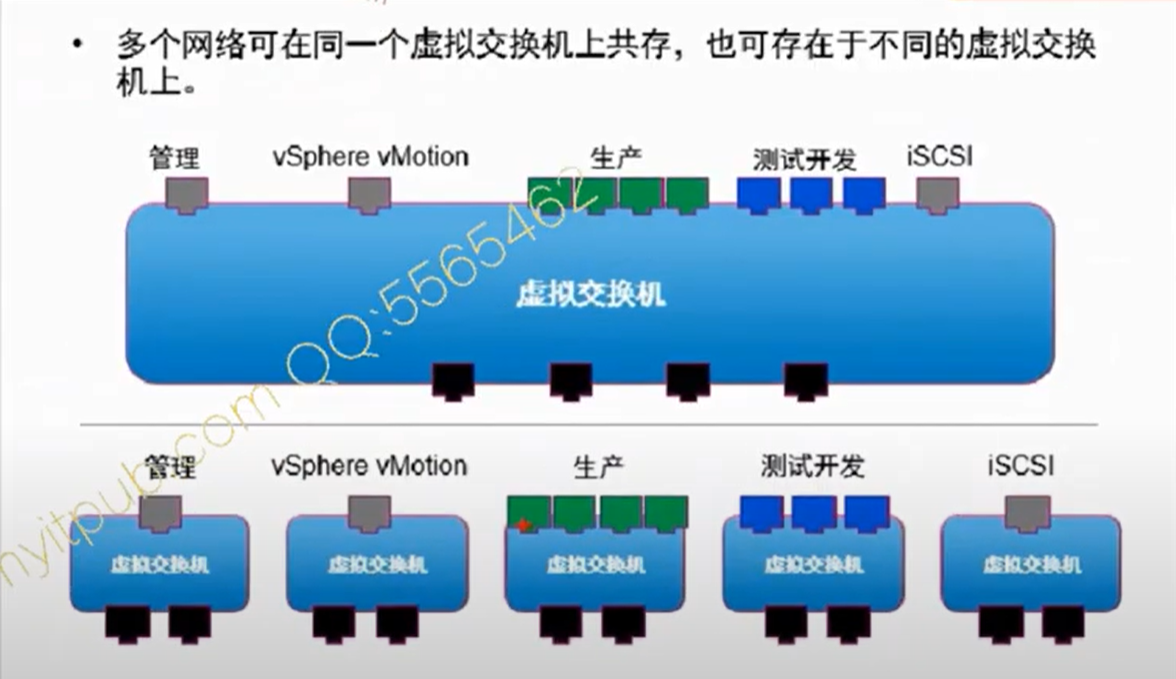 • 多个网络可在同一个虚拟交换机上共存，也可存在于不同的虚拟交换
机上。
管理 vSphere vMotion 生产 测试开发 iSCSI
虚拟交换机
nyitpub.com QQ:5565462
管理 vSphere vMotion 生产 测试开发 iSCSI
虚拟交换机 虚拟交换机 虚拟交换机 虚拟交换机 虚拟交换机